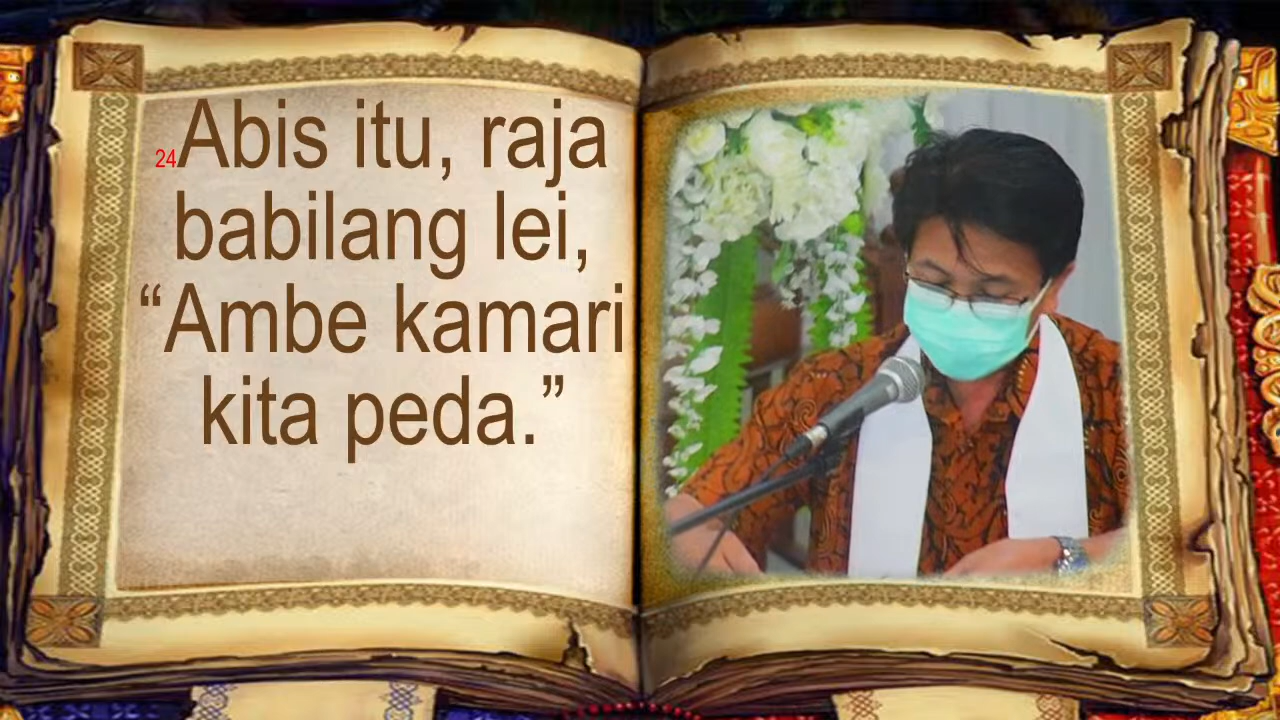 24Abis itu, raja
babilang lei,
“Ambe kamari
kita peda.”